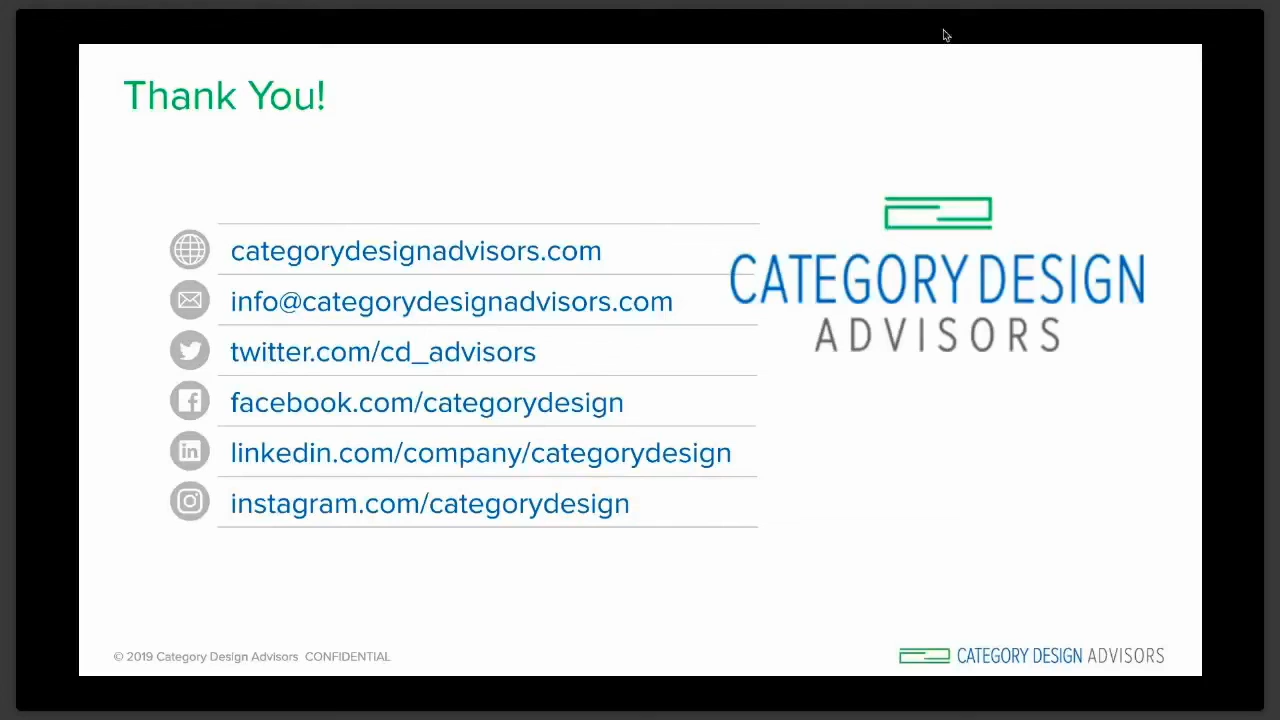 Thank You!
categorydesignadvisors.com
info@categorydesignadvisors.com
twitter.com/cd_advisors
facebook.com/categorydesign
linkedin.com/company/categorydesign
instagram.com/categorydesign
CATEGORY DESIGN
ADVISORS
© 2019 Category Design Advisors CONFIDENTIAL
CATEGORY DESIGN ADVISORS